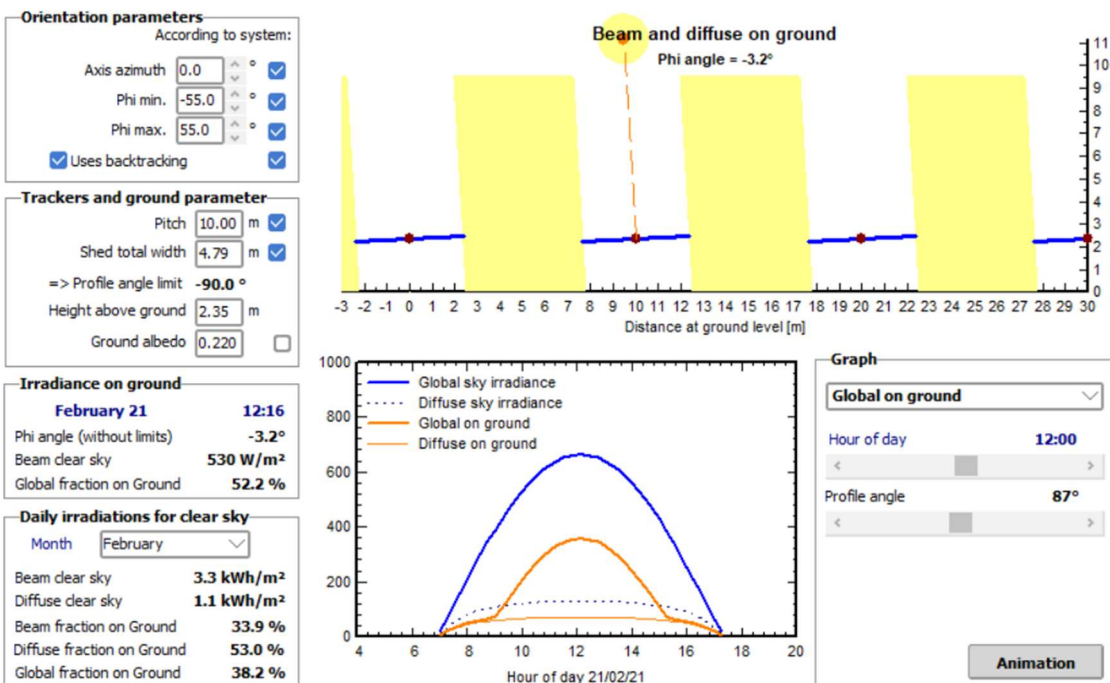 Orientation parameters
According to system:
Axis azimuth 0.0 °
Phi min. -55.0 °
Phi max. 55.0 °
Uses backtracking
Trackers and ground parameter
Pitch 10.00 m
Shed total width 4.79 m
=> Profile angle limit -90.0 °
Height above ground 2.35 m
Ground albedo 0.220
Irradiance on ground
February 21 12:16
Phi angle (without limits) -3.2°
Beam clear sky 530 W/m²
Global fraction on Ground 52.2 %
Daily irradiations for clear sky
Month February
Beam clear sky 3.3 kWh/m²
Diffuse clear sky 1.1 kWh/m²
Beam fraction on Ground 33.9 %
Diffuse fraction on Ground 53.0 %
Global fraction on Ground 38.2 %
Beam and diffuse on ground
Phi angle = -3.2°
11
10
9
8
7
6
5
4
3
2
1
0
-3 -2 -1 0 1 2 3 4 5 6 7 8 9 10 11 12 13 14 15 16 17 18 19 20 21 22 23 24 25 26 27 28 29 30
Distance at ground level [m]
1000
800
600
400
200
0
Global sky irradiance
Diffuse sky irradiance
Global on ground
Diffuse on ground
4 6 8 10 12 14 16 18 20
Hour of day 21/02/21
Graph
Global on ground
Hour of day 12:00
Profile angle 87°
Animation